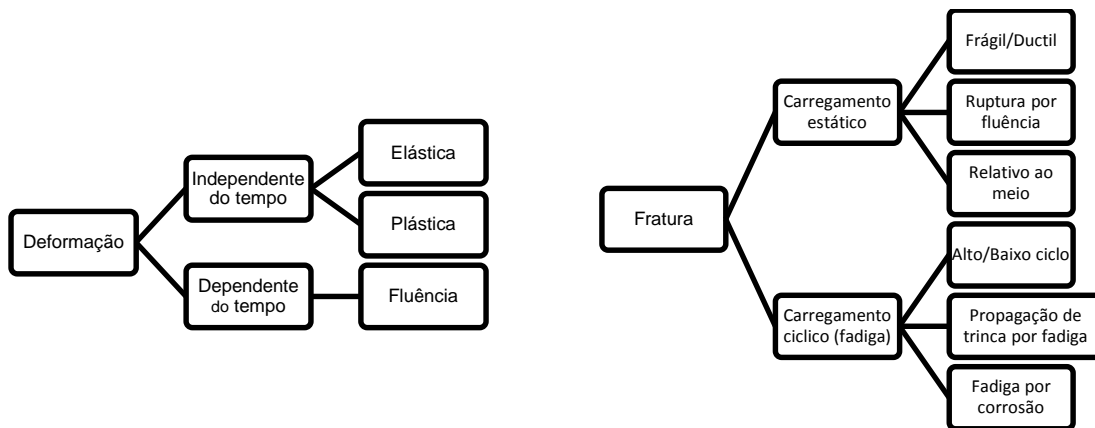 Deformação
Independente
do tempo
Elástica
Plástica
Dependente
do tempo
Fluência
Fratura
Carregamento
estático
Frágil/Ductil
Ruptura por
fluência
Relativo ao
meio
Carregamento
ciclico (fadiga)
Alto/Baixo ciclo
Propagação de
trinca por fadiga
Fadiga por
corrosão